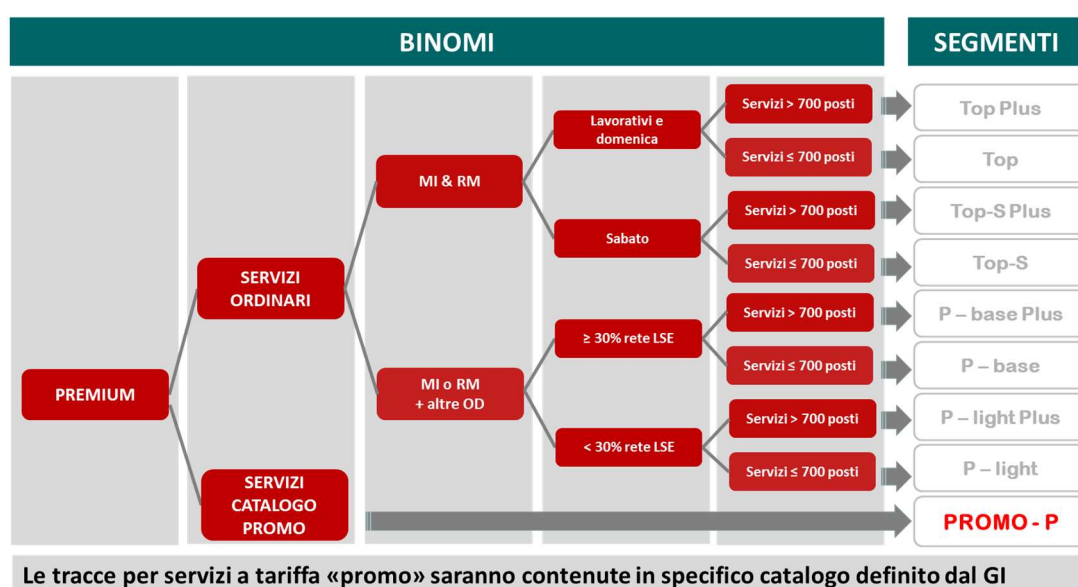 BINOMI
SEGMENTI
PREMIUM
SERVIZI
ORDINARI
SERVIZI
CATALOGO
PROMO
MI & RM
MI o RM
+ altre OD
Lavorativi e
domenica
Sabato
≥ 30% rete LSE
< 30% rete LSE
Servizi > 700 posti
Servizi ≤ 700 posti
Servizi > 700 posti
Servizi ≤ 700 posti
Servizi > 700 posti
Servizi ≤ 700 posti
Servizi > 700 posti
Servizi ≤ 700 posti
Top Plus
Top
Top-S Plus
Top-S
P – base Plus
P – base
P – light Plus
P – light
PROMO - P
Le tracce per servizi a tariffa «promo» saranno contenute in specifico catalogo definito dal GI